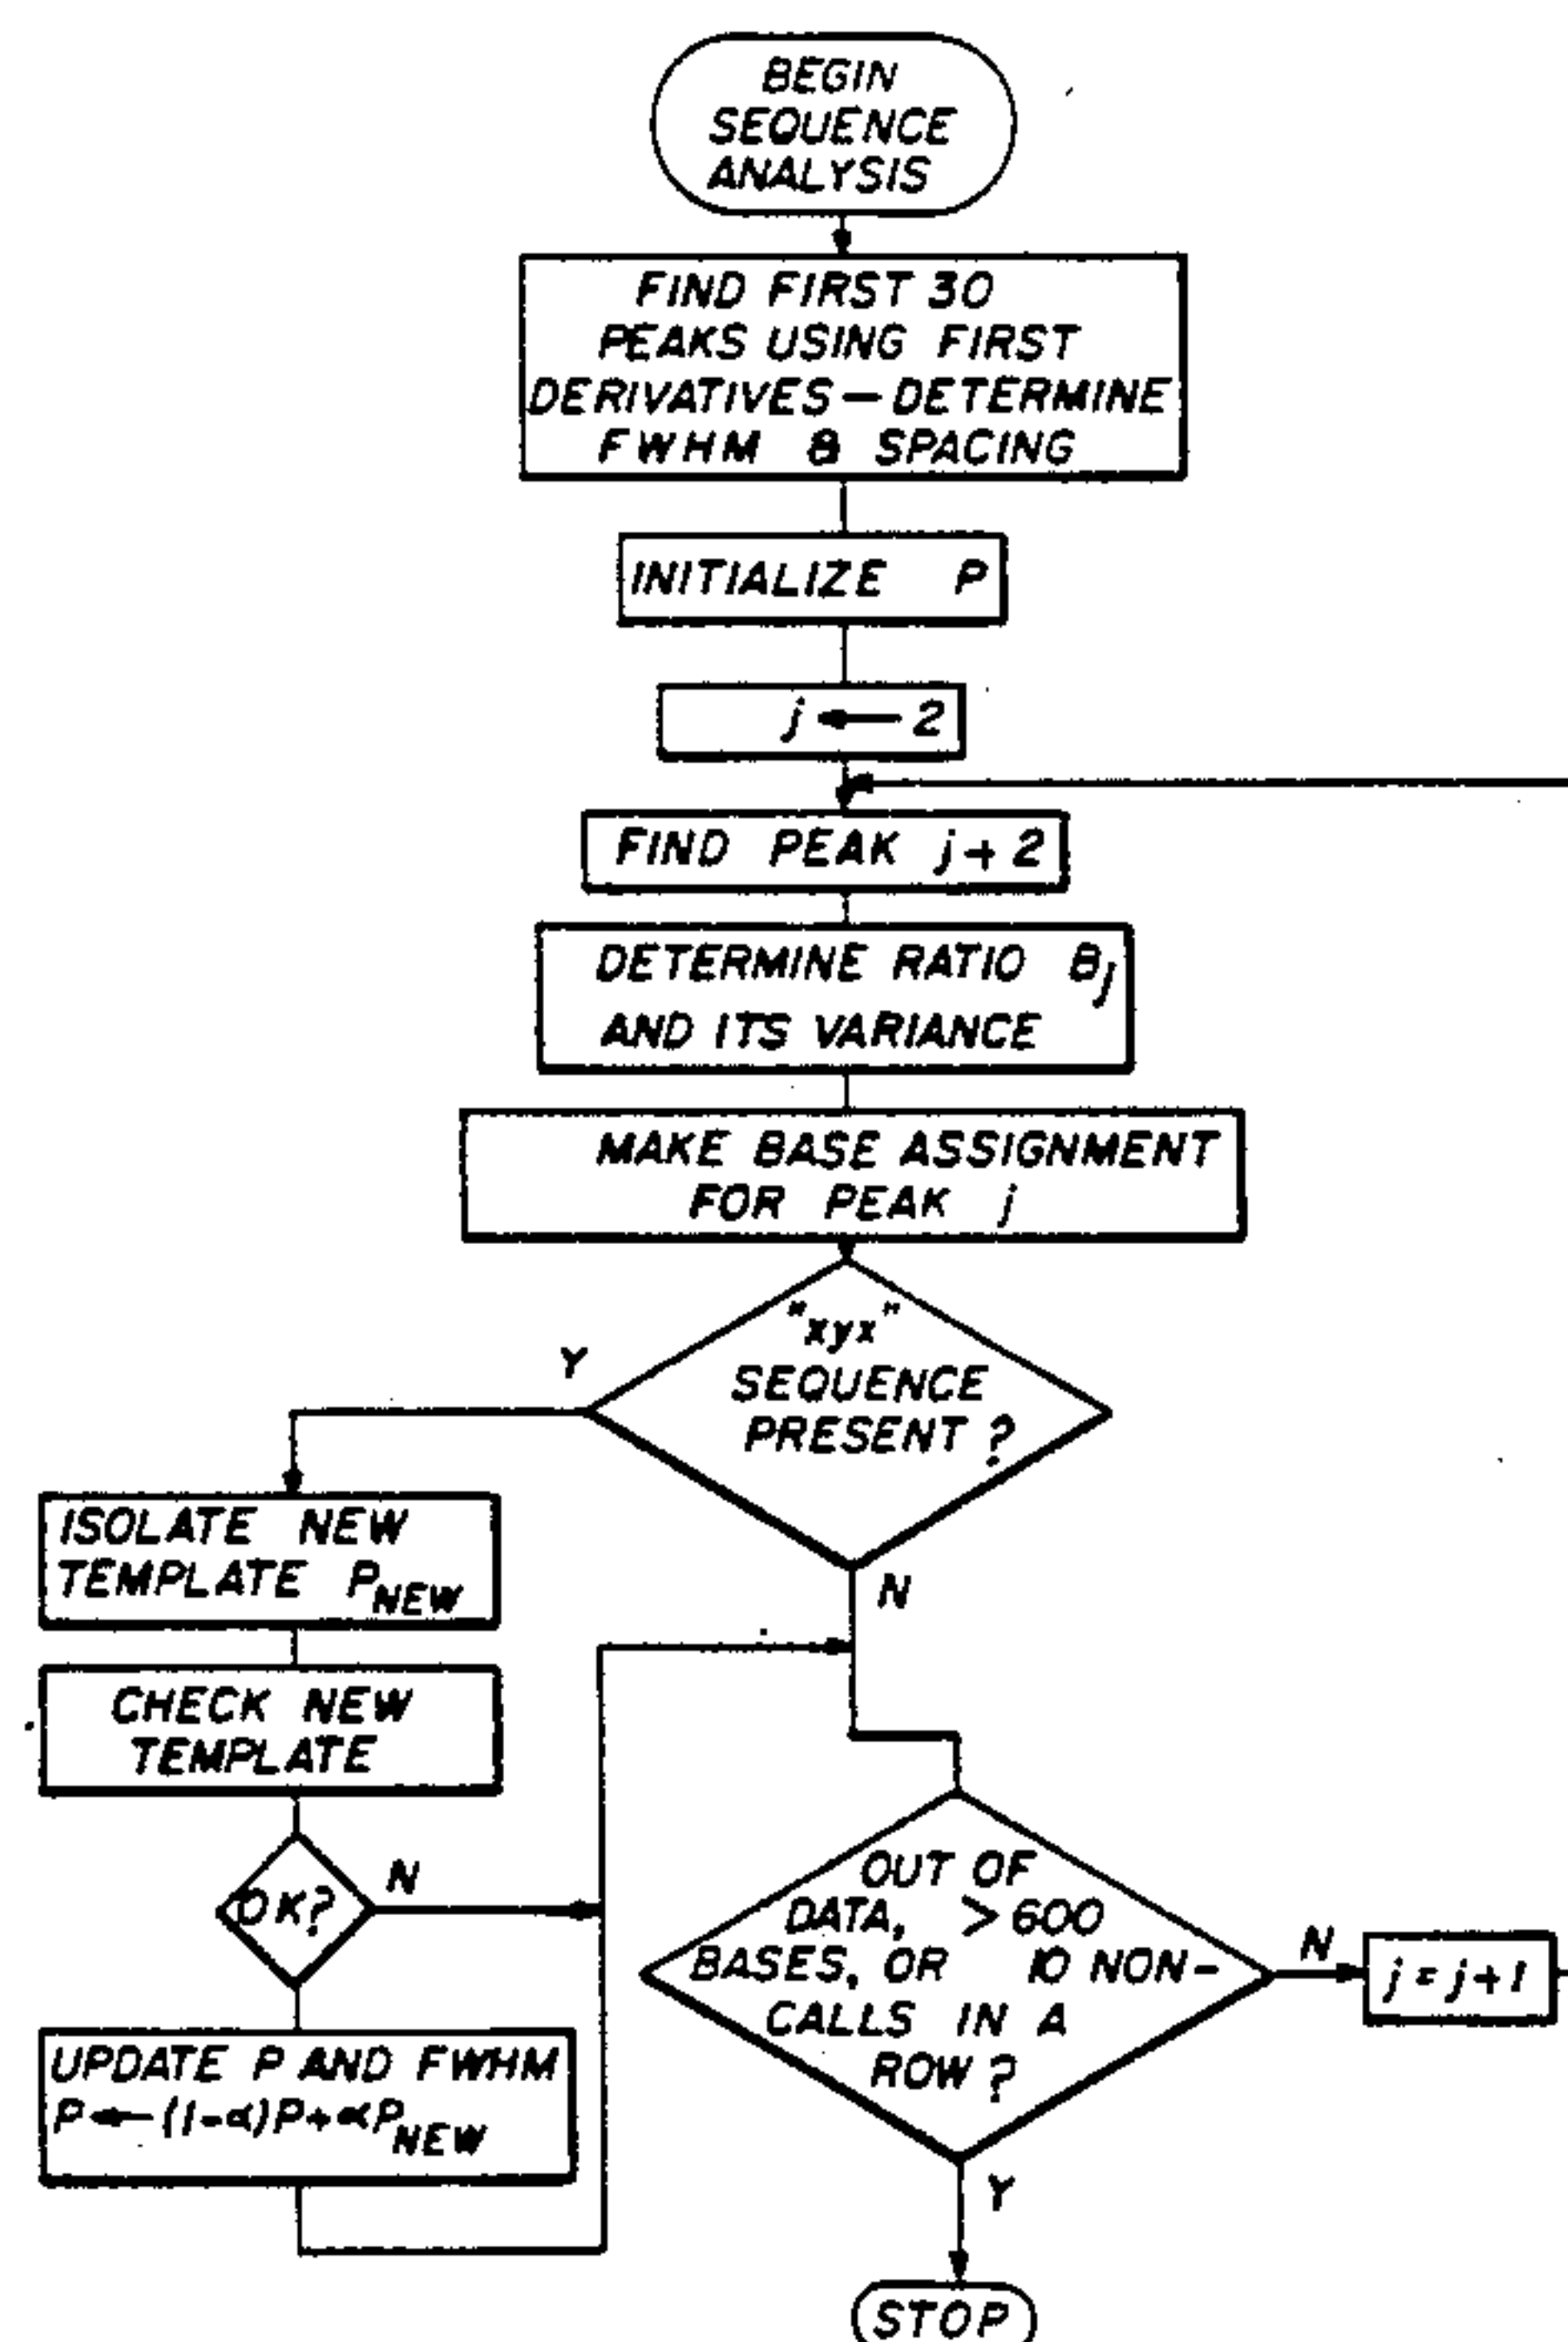 BEGIN
SEQUENCE
ANALYSIS
FIND FIRST 30
PEAKS USING FIRST
DERIVATIVES — DETERMINE
FWHM & SPACING
INITIALIZE P
j ← 2
FIND PEAK j + 2
DETERMINE RATIO Bj
AND ITS VARIANCE
MAKE BASE ASSIGNMENT
FOR PEAK j
"xyx"
SEQUENCE
PRESENT ?
Y
N
ISOLATE NEW
TEMPLATE PNEW
CHECK NEW
TEMPLATE
OK?
N
UPDATE P AND FWHM
P ← (1-α)P + αPNEW
OUT OF
DATA, > 600
BASES, OR 10 NON-
CALLS IN A
ROW ?
N
j = j+1
Y
STOP